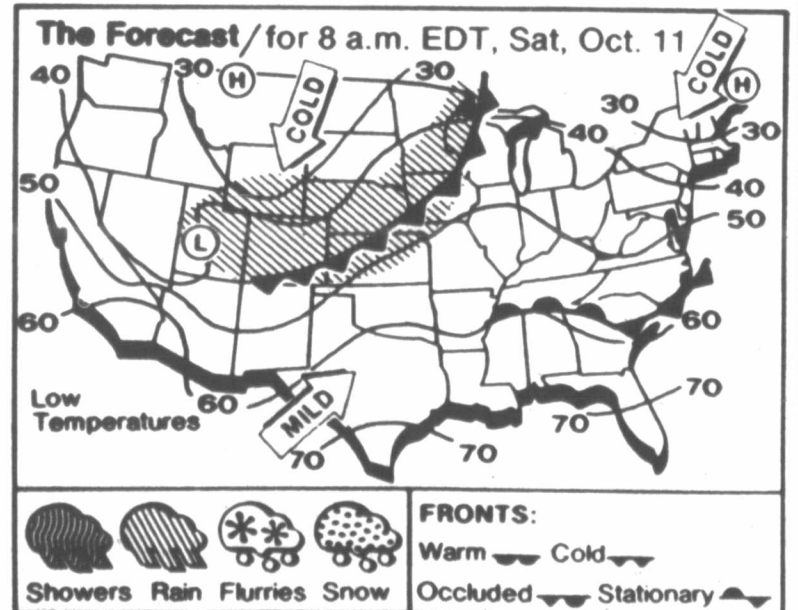 The Forecast / for 8 a.m. EDT, Sat, Oct. 11
40
30
H
COLD
30
COLD
H
30
40
30
50
40
50
L
60
60
Low
Temperatures
60
MILD
70
70
70
70
FRONTS:
Warm Cold
Showers Rain Flurries Snow
Occluded Stationary